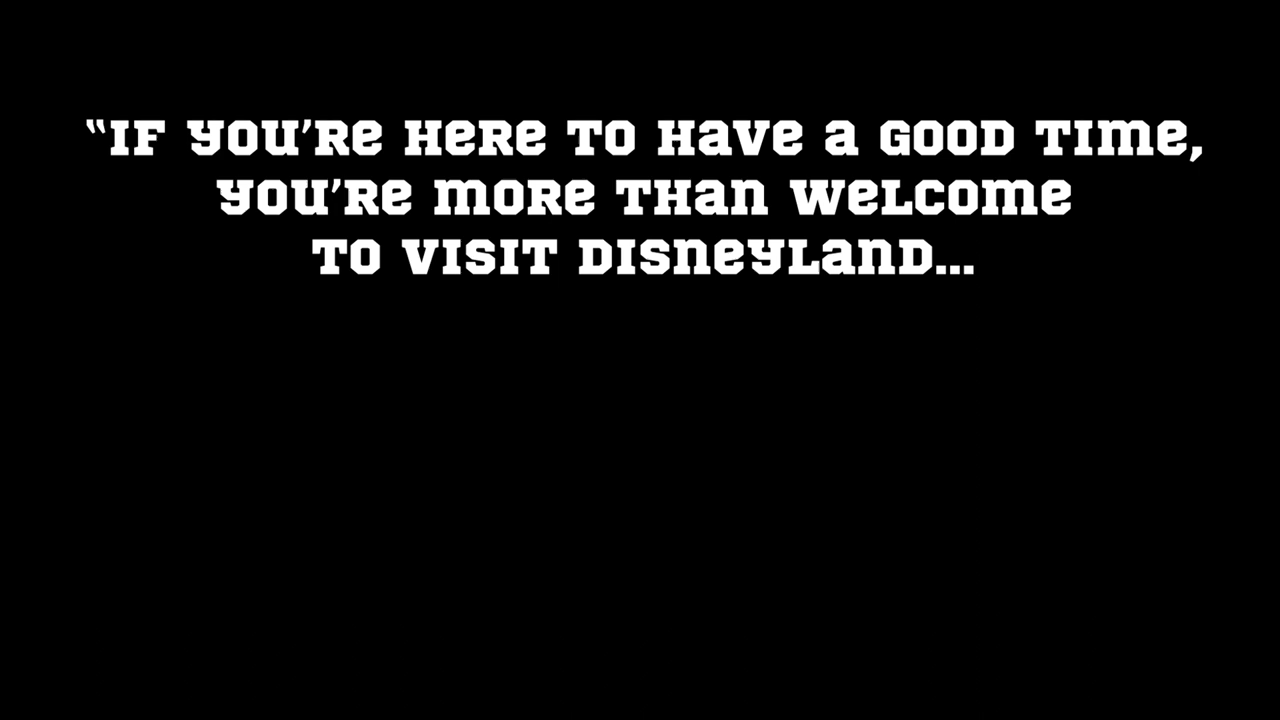 “IF YOU’RE HERE TO HAVE A GOOD TIME,
YOU’RE MORE THAN WELCOME
TO VISIT DISNEYLAND...